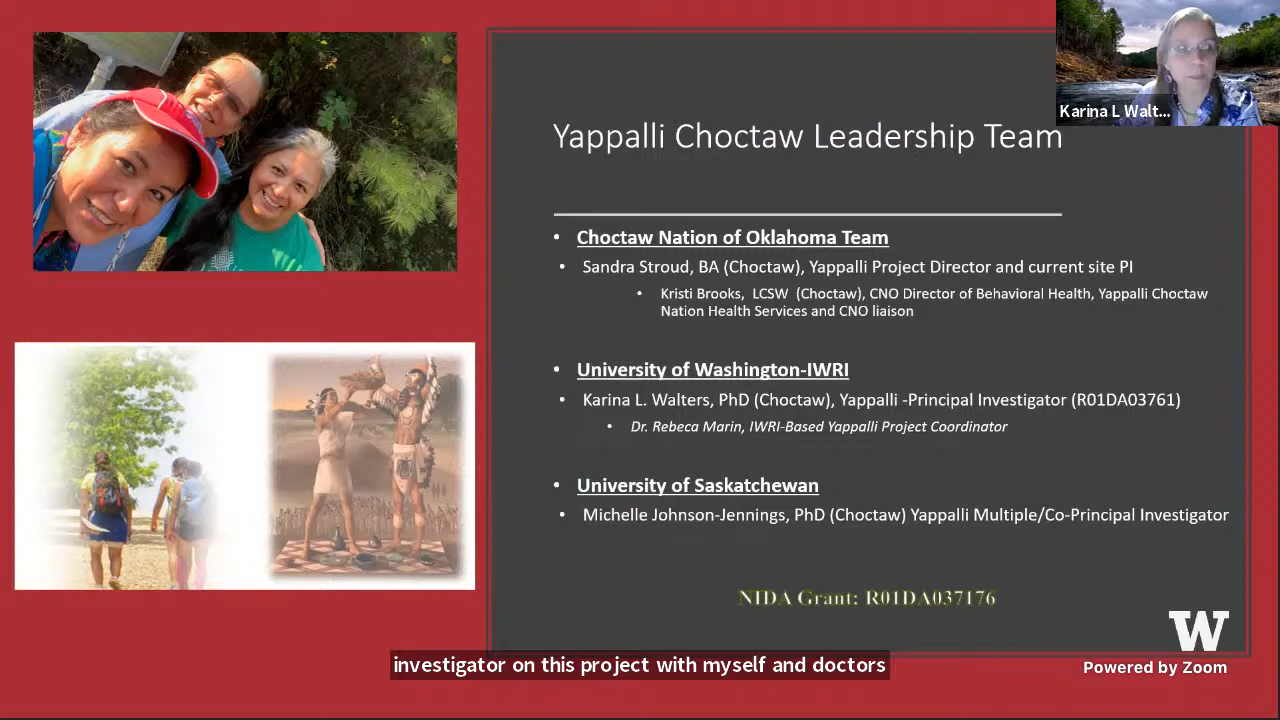 Karina L Walt...
Yappalli Choctaw Leadership Team
• Choctaw Nation of Oklahoma Team
• Sandra Stroud, BA (Choctaw), Yappalli Project Director and current site PI
• Kristi Brooks, LCSW (Choctaw), CNO Director of Behavioral Health, Yappalli Choctaw
Nation Health Services and CNO liaison
• University of Washington-IWRI
• Karina L. Walters, PhD (Choctaw), Yappalli -Principal Investigator (R01DA03761)
• Dr. Rebeca Marin, IWRI-Based Yappalli Project Coordinator
• University of Saskatchewan
• Michelle Johnson-Jennings, PhD (Choctaw) Yappalli Multiple/Co-Principal Investigator
NIDA Grant: R01DA037176
W
Powered by Zoom
investigator on this project with myself and doctors